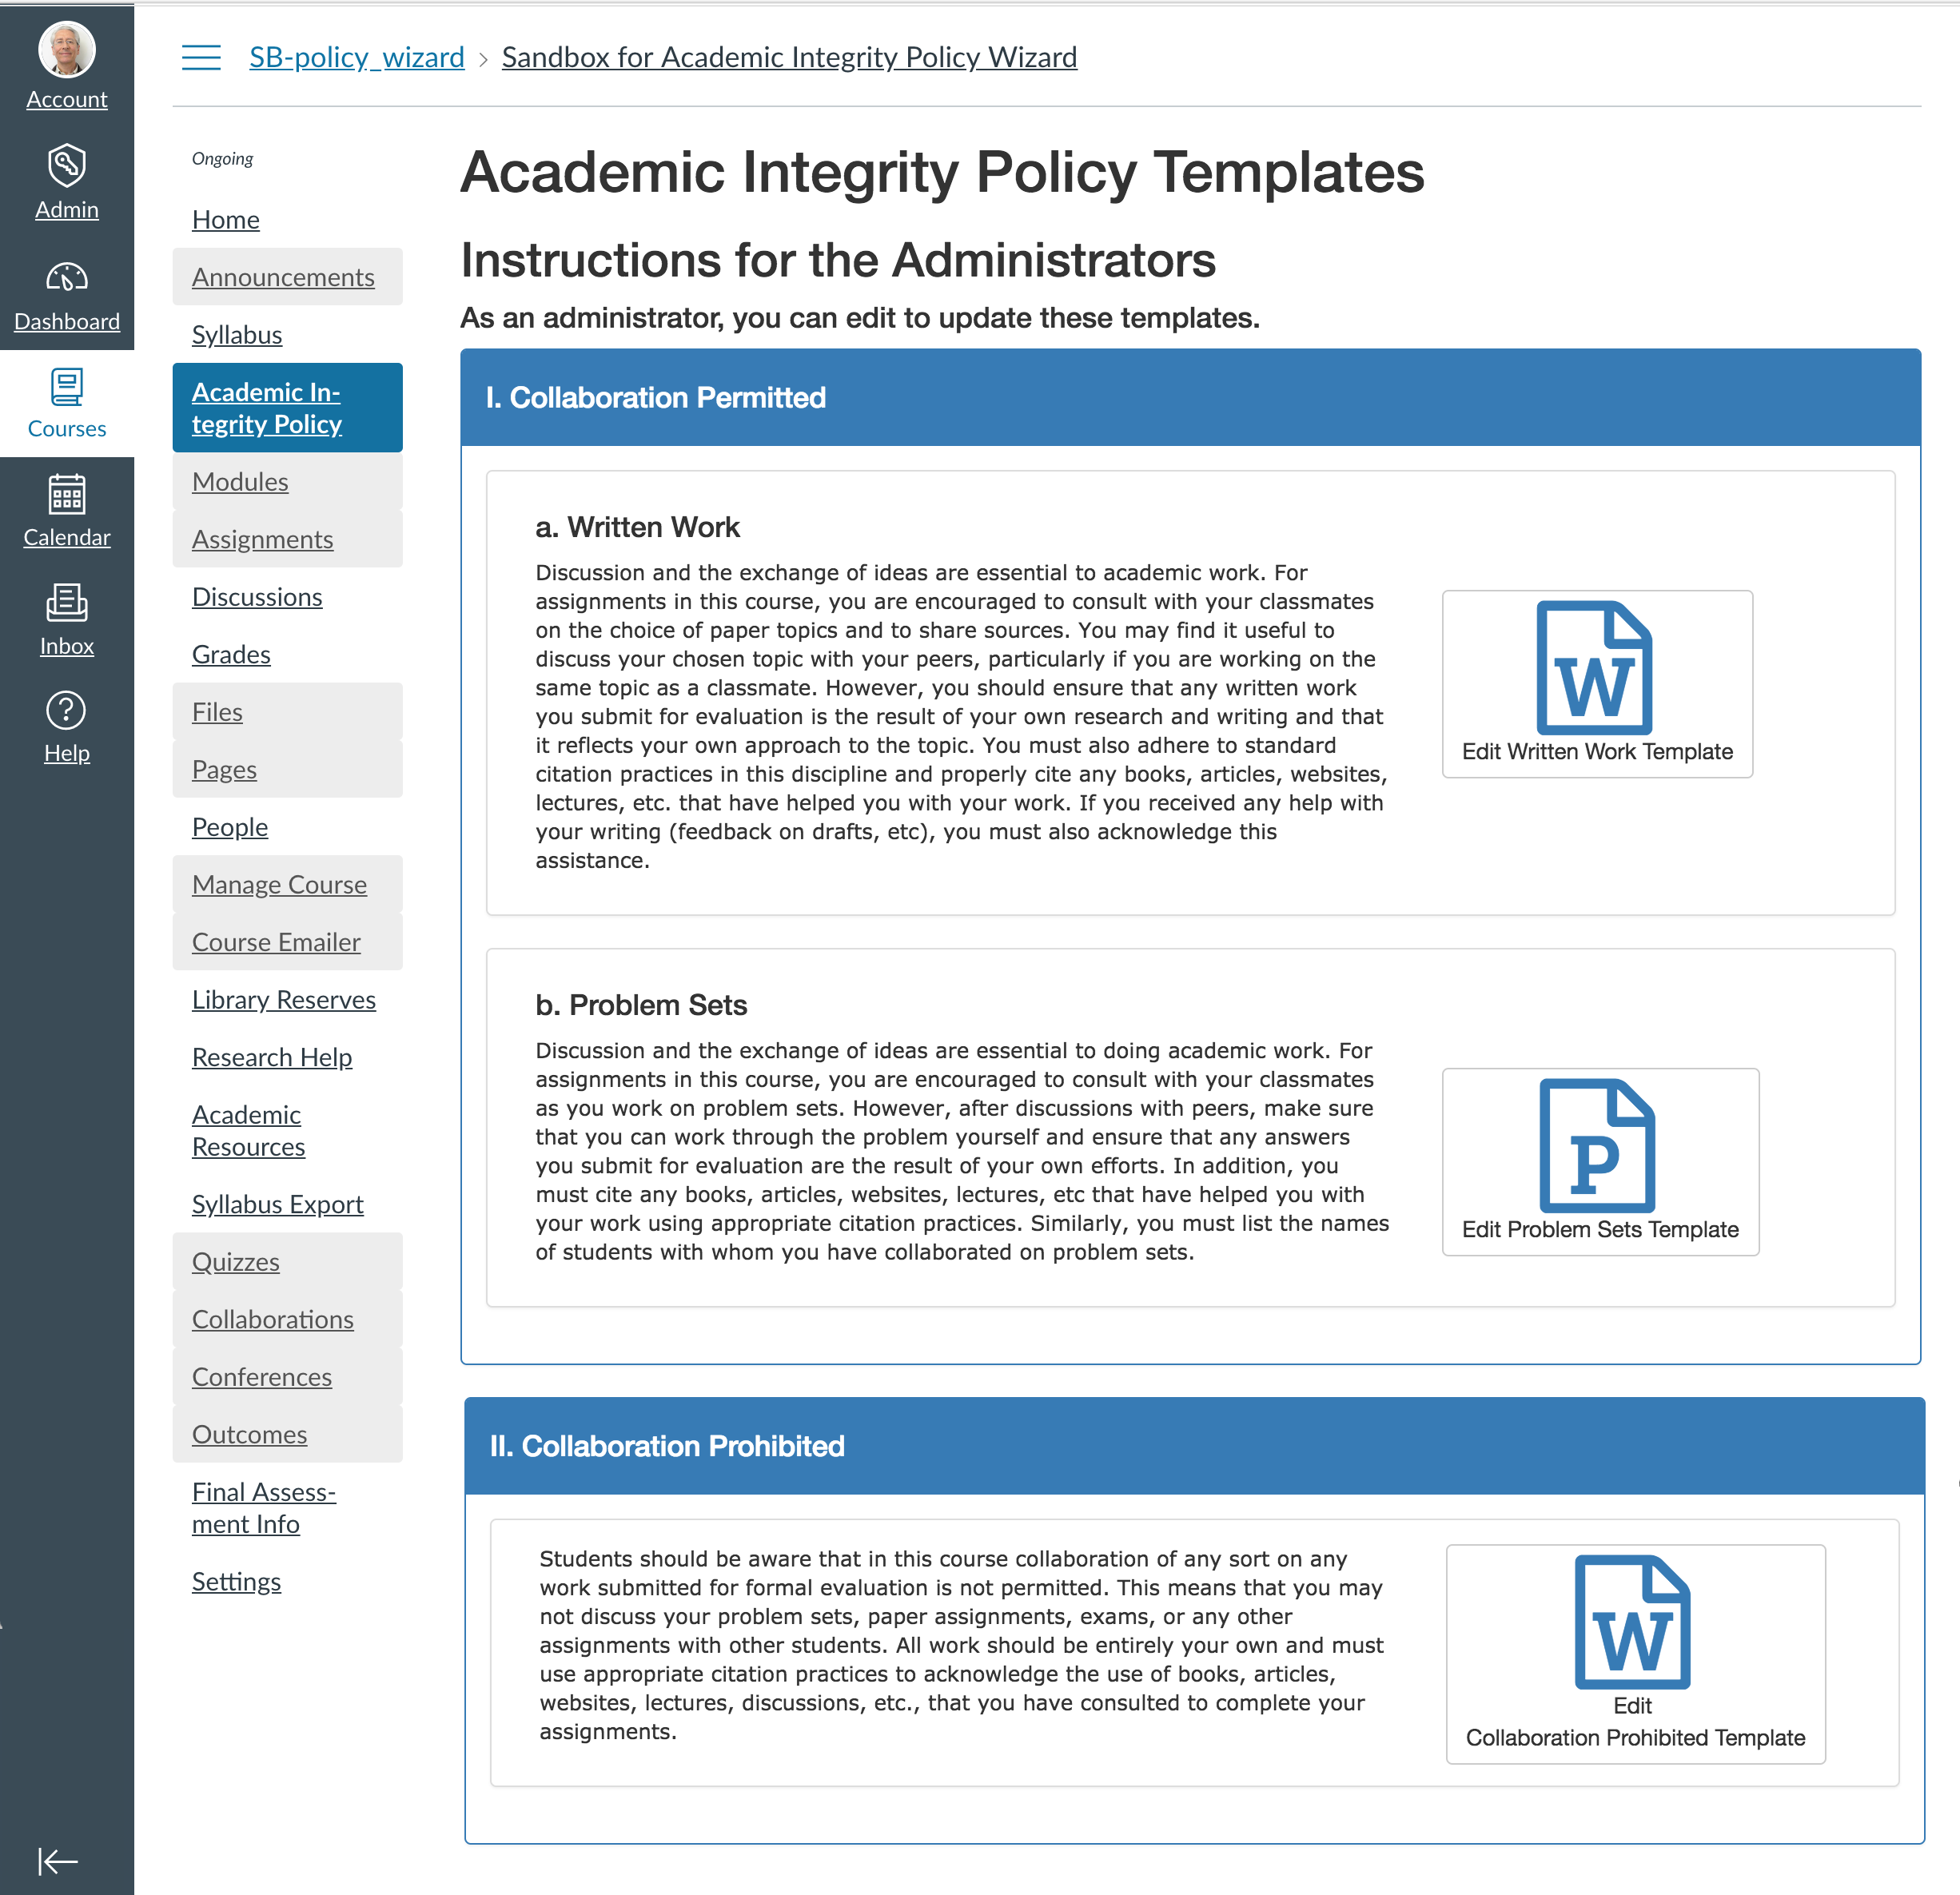 SB-policy_wizard > Sandbox for Academic Integrity Policy Wizard
Account
Admin
Dashboard
Courses
Calendar
Inbox
Help
Ongoing
Home
Announcements
Syllabus
Academic In-
tegrity Policy
Modules
Assignments
Discussions
Grades
Files
Pages
People
Manage Course
Course Emailer
Library Reserves
Research Help
Academic
Resources
Syllabus Export
Quizzes
Collaborations
Conferences
Outcomes
Final Assess-
ment Info
Settings
Academic Integrity Policy Templates
Instructions for the Administrators
As an administrator, you can edit to update these templates.
I. Collaboration Permitted
a. Written Work
Discussion and the exchange of ideas are essential to academic work. For
assignments in this course, you are encouraged to consult with your classmates
on the choice of paper topics and to share sources. You may find it useful to
discuss your chosen topic with your peers, particularly if you are working on the
same topic as a classmate. However, you should ensure that any written work
you submit for evaluation is the result of your own research and writing and that
it reflects your own approach to the topic. You must also adhere to standard
citation practices in this discipline and properly cite any books, articles, websites,
lectures, etc. that have helped you with your work. If you received any help with
your writing (feedback on drafts, etc), you must also acknowledge this
assistance.
W
Edit Written Work Template
b. Problem Sets
Discussion and the exchange of ideas are essential to doing academic work. For
assignments in this course, you are encouraged to consult with your classmates
as you work on problem sets. However, after discussions with peers, make sure
that you can work through the problem yourself and ensure that any answers
you submit for evaluation are the result of your own efforts. In addition, you
must cite any books, articles, websites, lectures, etc that have helped you with
your work using appropriate citation practices. Similarly, you must list the names
of students with whom you have collaborated on problem sets.
P
Edit Problem Sets Template
II. Collaboration Prohibited
Students should be aware that in this course collaboration of any sort on any
work submitted for formal evaluation is not permitted. This means that you may
not discuss your problem sets, paper assignments, exams, or any other
assignments with other students. All work should be entirely your own and must
use appropriate citation practices to acknowledge the use of books, articles,
websites, lectures, discussions, etc., that you have consulted to complete your
assignments.
W
Edit
Collaboration Prohibited Template